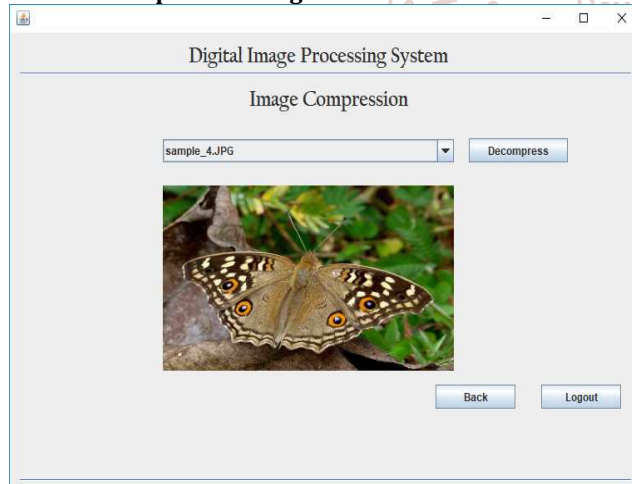 Digital Image Processing System
Image Compression
sample_4.JPG
Decompress
Back
Logout